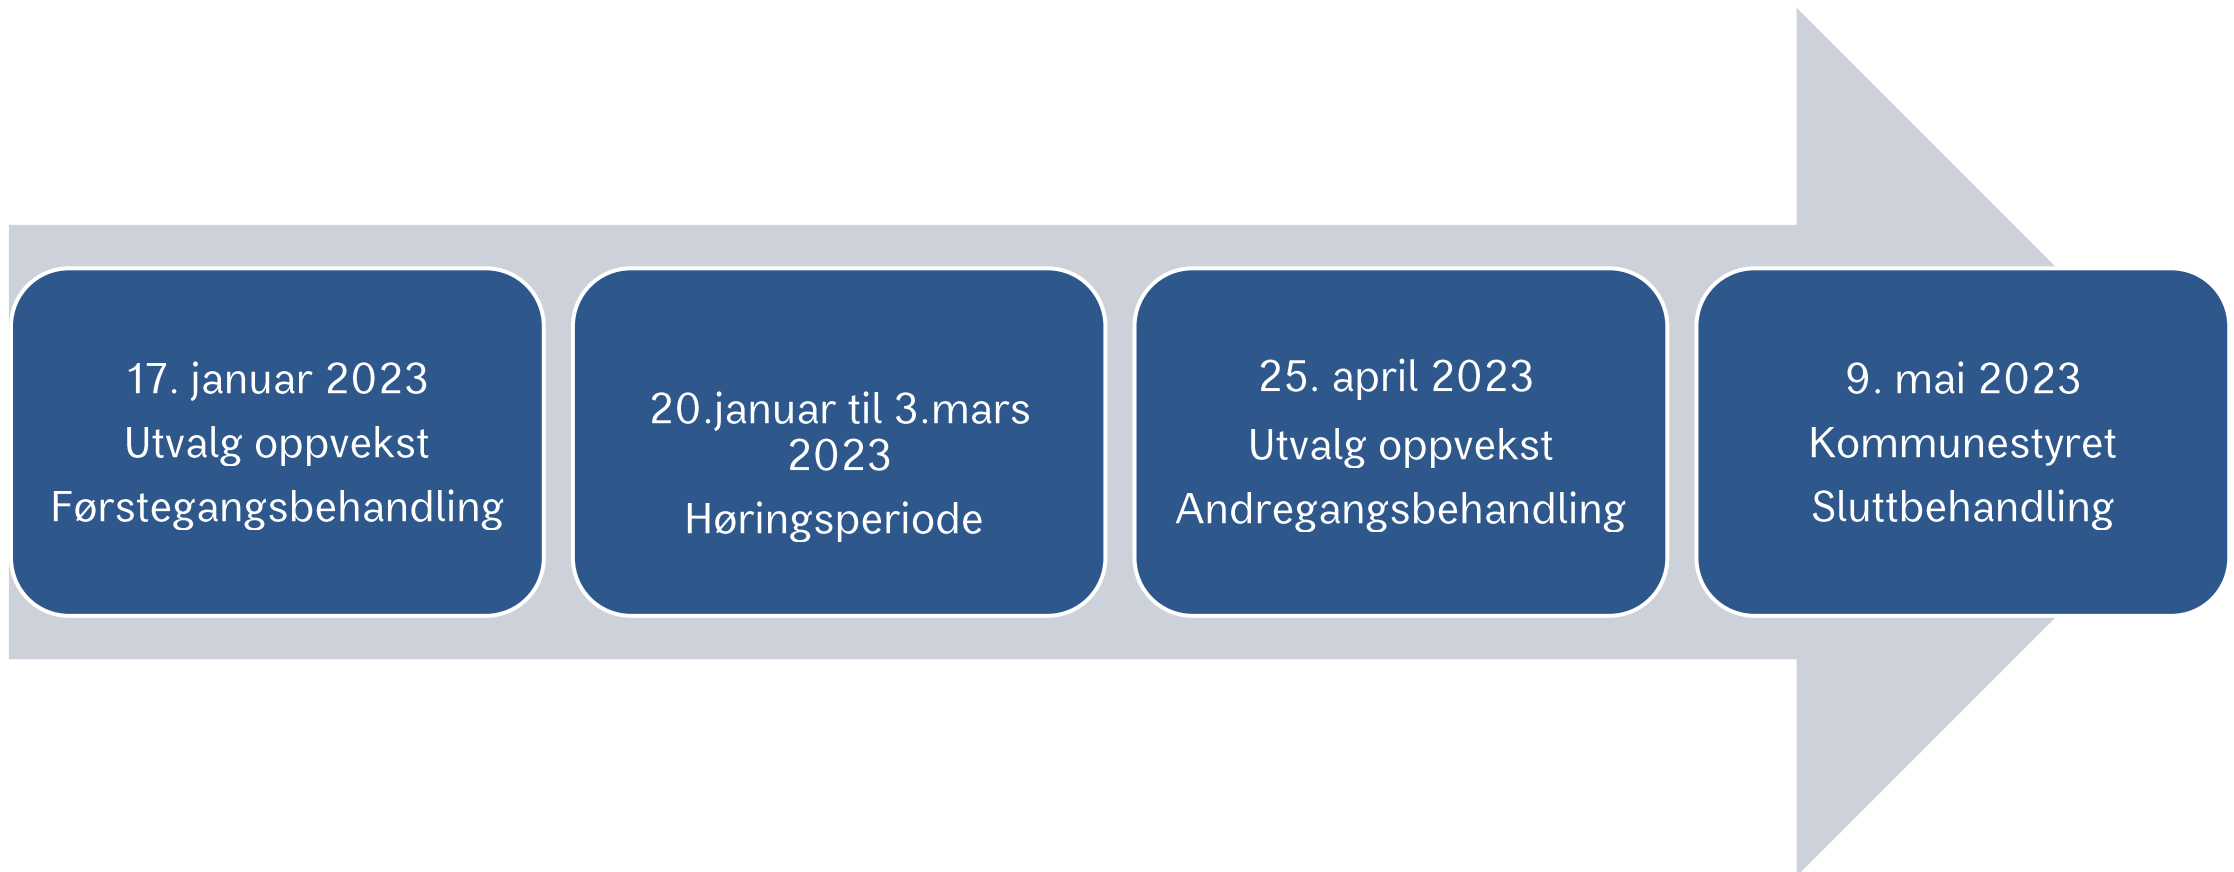 17. januar 2023
Utvalg oppvekst
Førstegangsbehandling
20.januar til 3.mars
2023
Høringsperiode
25. april 2023
Utvalg oppvekst
Andregangsbehandling
9. mai 2023
Kommunestyret
Sluttbehandling